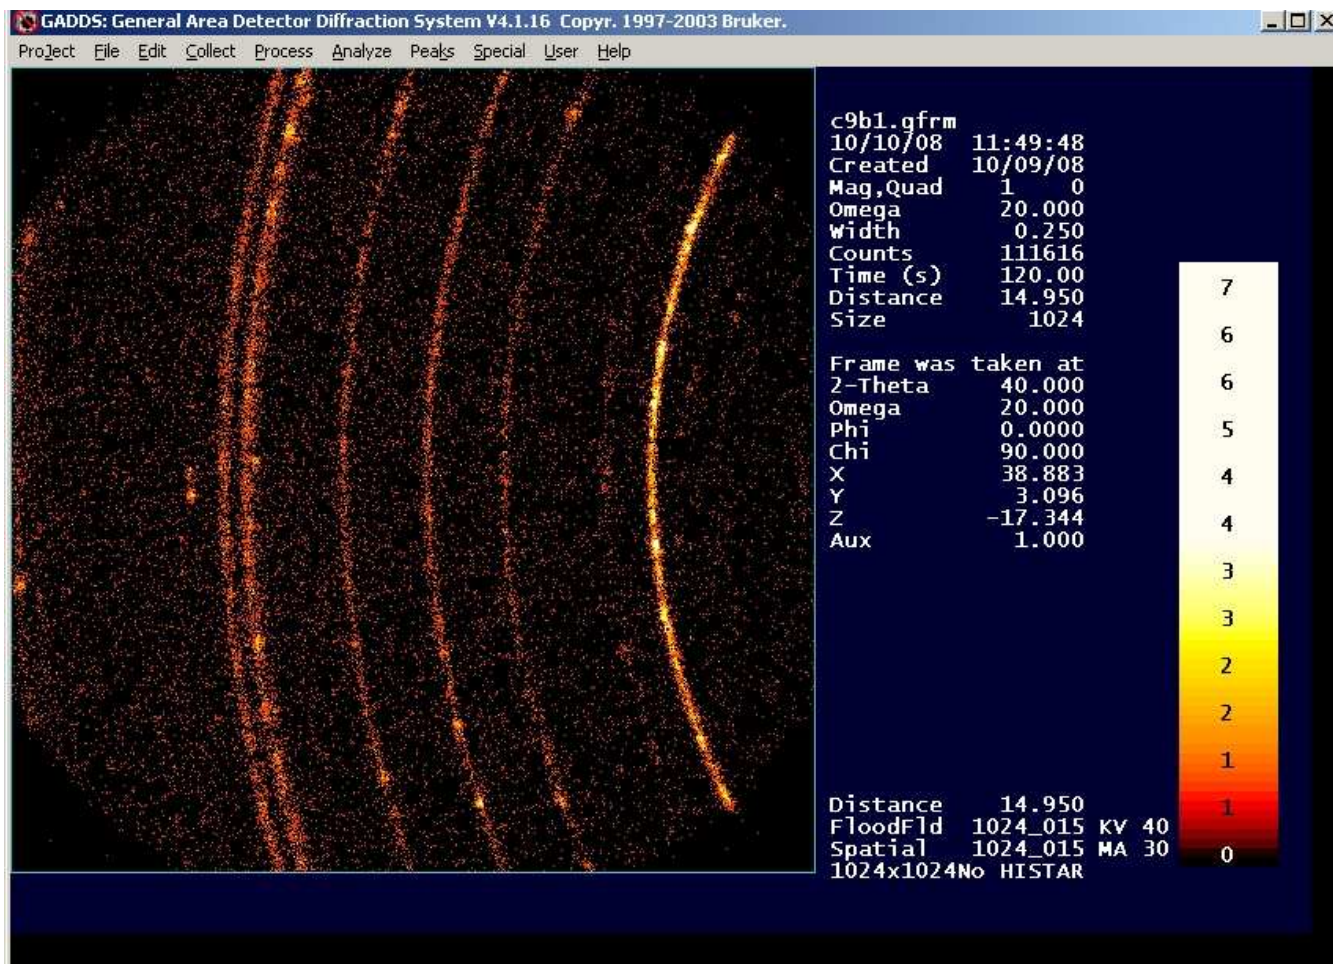 GADDS: General Area Detector Diffraction System V4.1.16 Copyr. 1997-2003 Bruker.
ProJect File Edit Collect Process Analyze Peaks Special User Help
c9b1.gfrm
10/10/08 11:49:48
Created 10/09/08
Mag,Quad 1 0
Omega 20.000
Width 0.250
Counts 111616
Time (s) 120.00
Distance 14.950
Size 1024
Frame was taken at
2-Theta 40.000
Omega 20.000
Phi 0.0000
Chi 90.000
X 38.883
Y 3.096
Z -17.344
Aux 1.000
Distance 14.950
FloodFld 1024_015 KV 40
Spatial 1024_015 MA 30
1024x1024No HISTAR
7
6
6
5
4
4
3
3
2
2
1
1
0